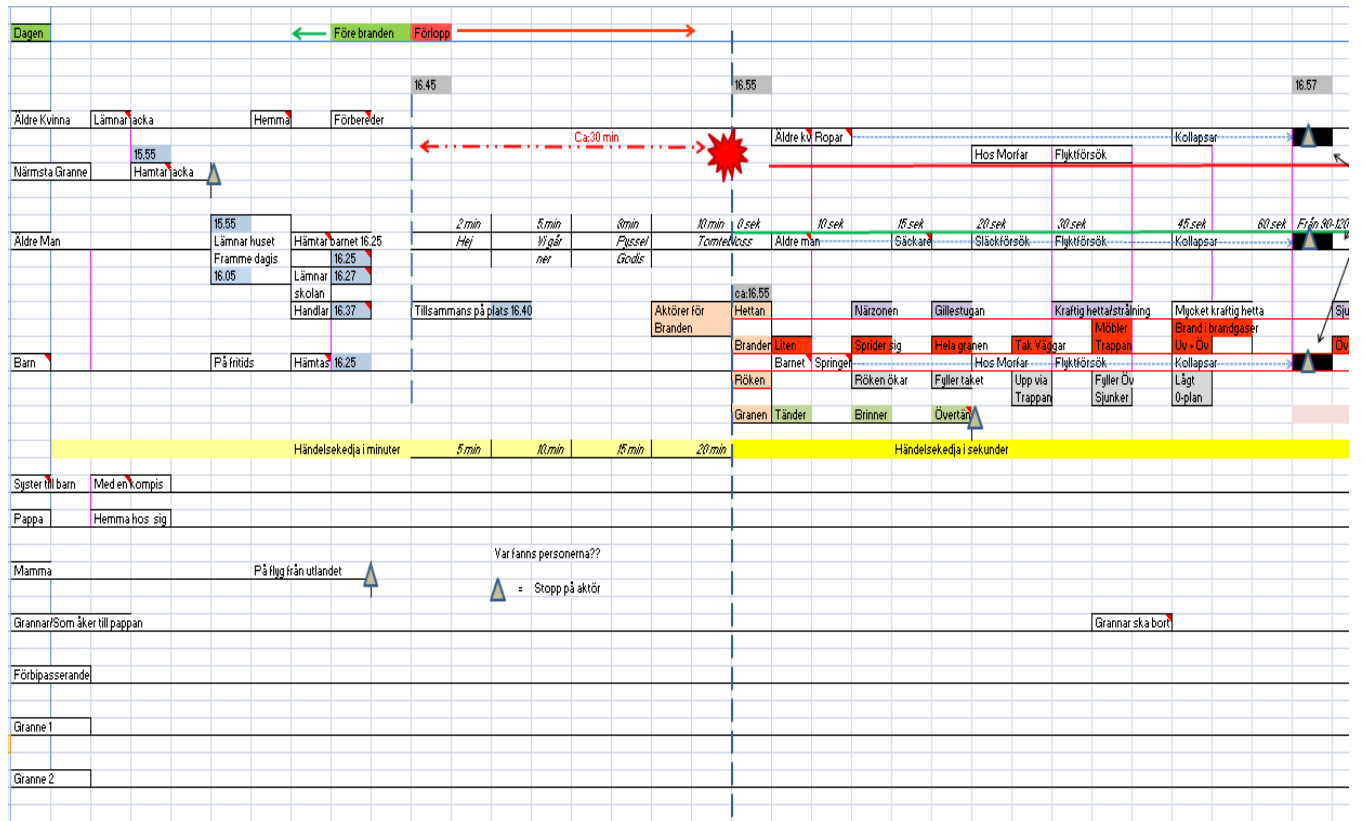 Dagen
Före branden Förlopp
16.45 16.55 16.57
Äldre Kvinna Lämnar jacka Hemma Förbereder
Ca:30 min
Äldre kv Ropar Kollapsar
15.55
Hos Morfar Flyktförsök
Närmsta Granne Hämtar jacka
15.55 2 min 5 min 8min 10 min 0 sek 10 sek 15 sek 20 sek 30 sek 45 sek 60 sek Från 90-120
Äldre Man Lämnar huset Hämtar barnet 16.25 Hej Vi går Pyssel Tomtebloss Äldre man Säckare Släckförsök Flyktförsök Kollapsar
Framme dagis 16.25 ner Godis
16.05 Lämnar 16.27
skolan ca:16.55
Handlar 16.37 Tillsammans på plats 16.40 Aktörer för Hettan Närzonen Gillestugan Kraftig hetta/strålning Mycket kraftig hetta Sju
Branden Möbler Brand i brandgaser
Brander Liten Sprider sig Hela granen Tak Väggar Trappan Uv + Öv Öv
Barn På fritids Hämtas 16.25 Barnet Springer Hos Morfar Flyktförsök Kollapsar
Röken Röken ökar Fyller taket Upp via Fyller Öv Lågt
Trappan Sjunker 0-plan
Granen Tänder Brinner Övertän
Händelsekedja i minuter 5 min 10 min 15 min 20 min Händelsekedja i sekunder
Syster till barn Med en kompis
Pappa Hemma hos sig
Var fanns personerna??
Mamma På flyg från utlandet
= Stopp på aktör
Grannar/Som åker till pappan Grannar ska bort
Förbipasserande
Granne 1
Granne 2